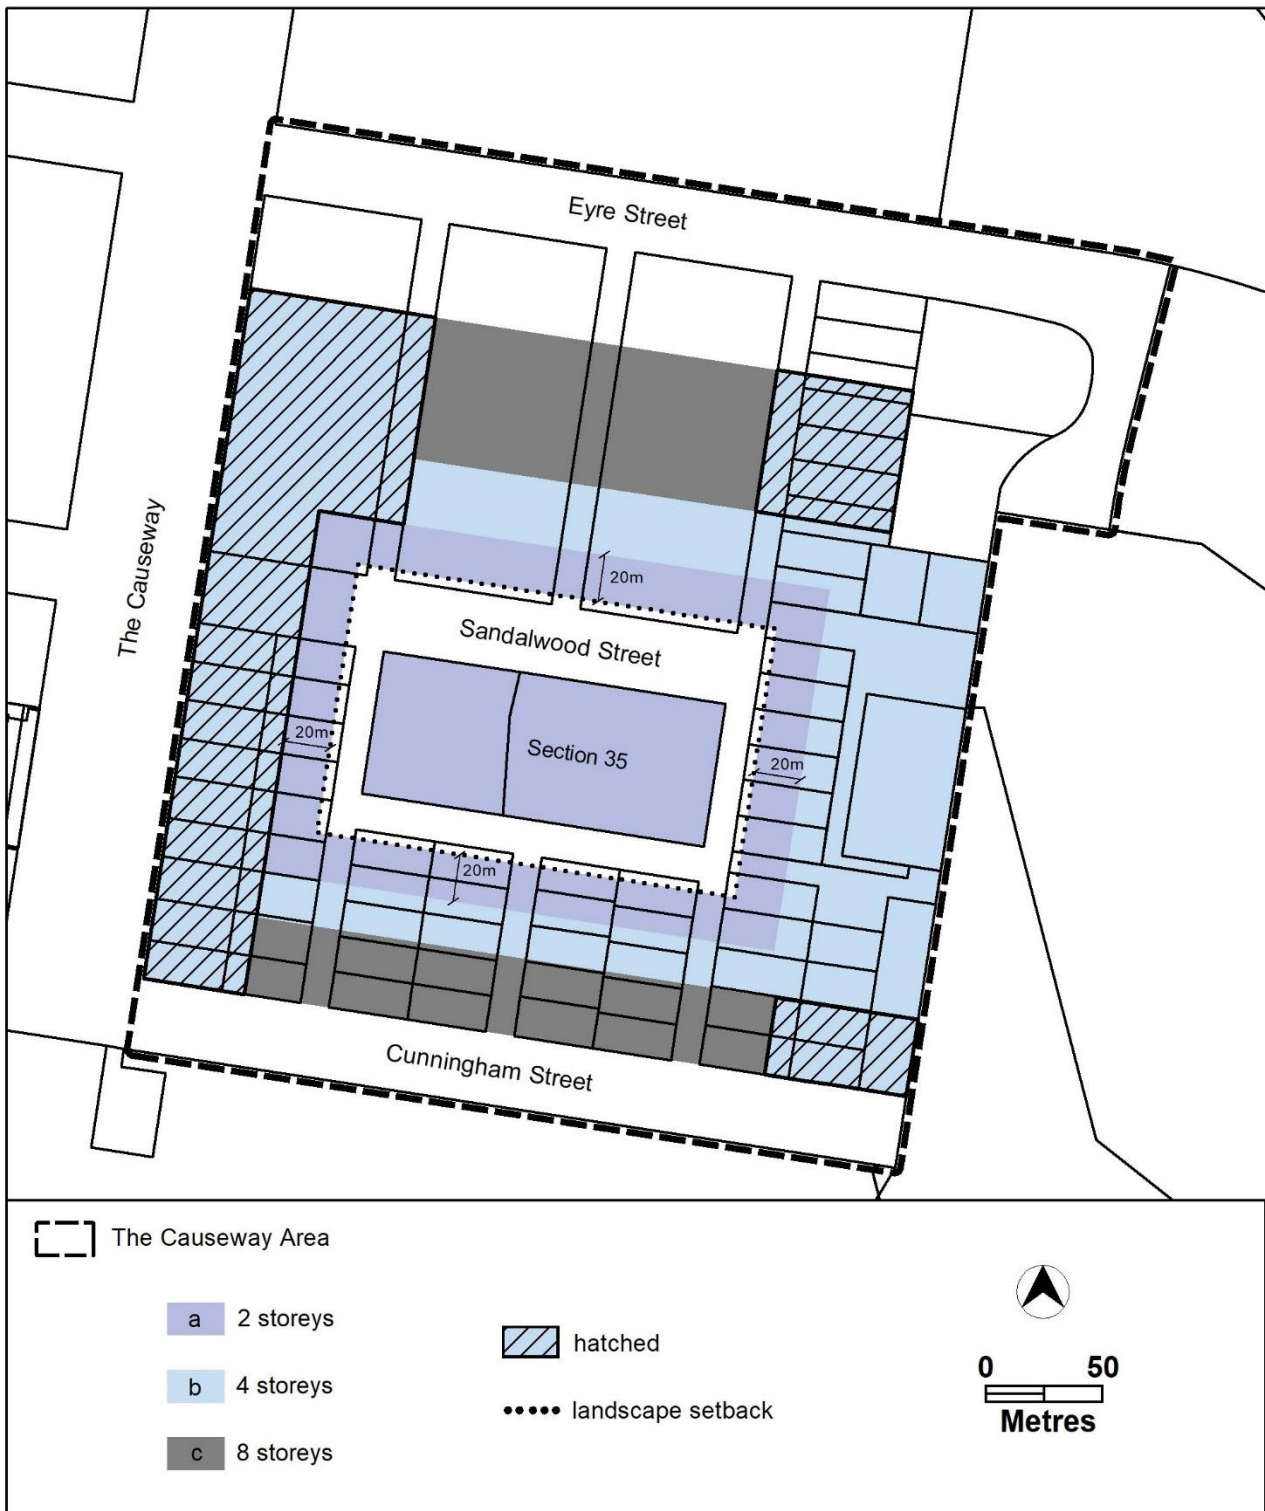 Eyre Street
The Causeway
20m
Sandalwood Street
Section 35
20m
20m
20m
Cunningham Street
The Causeway Area
a 2 storeys
b 4 storeys
c 8 storeys
hatched
landscape setback
0 50
Metres